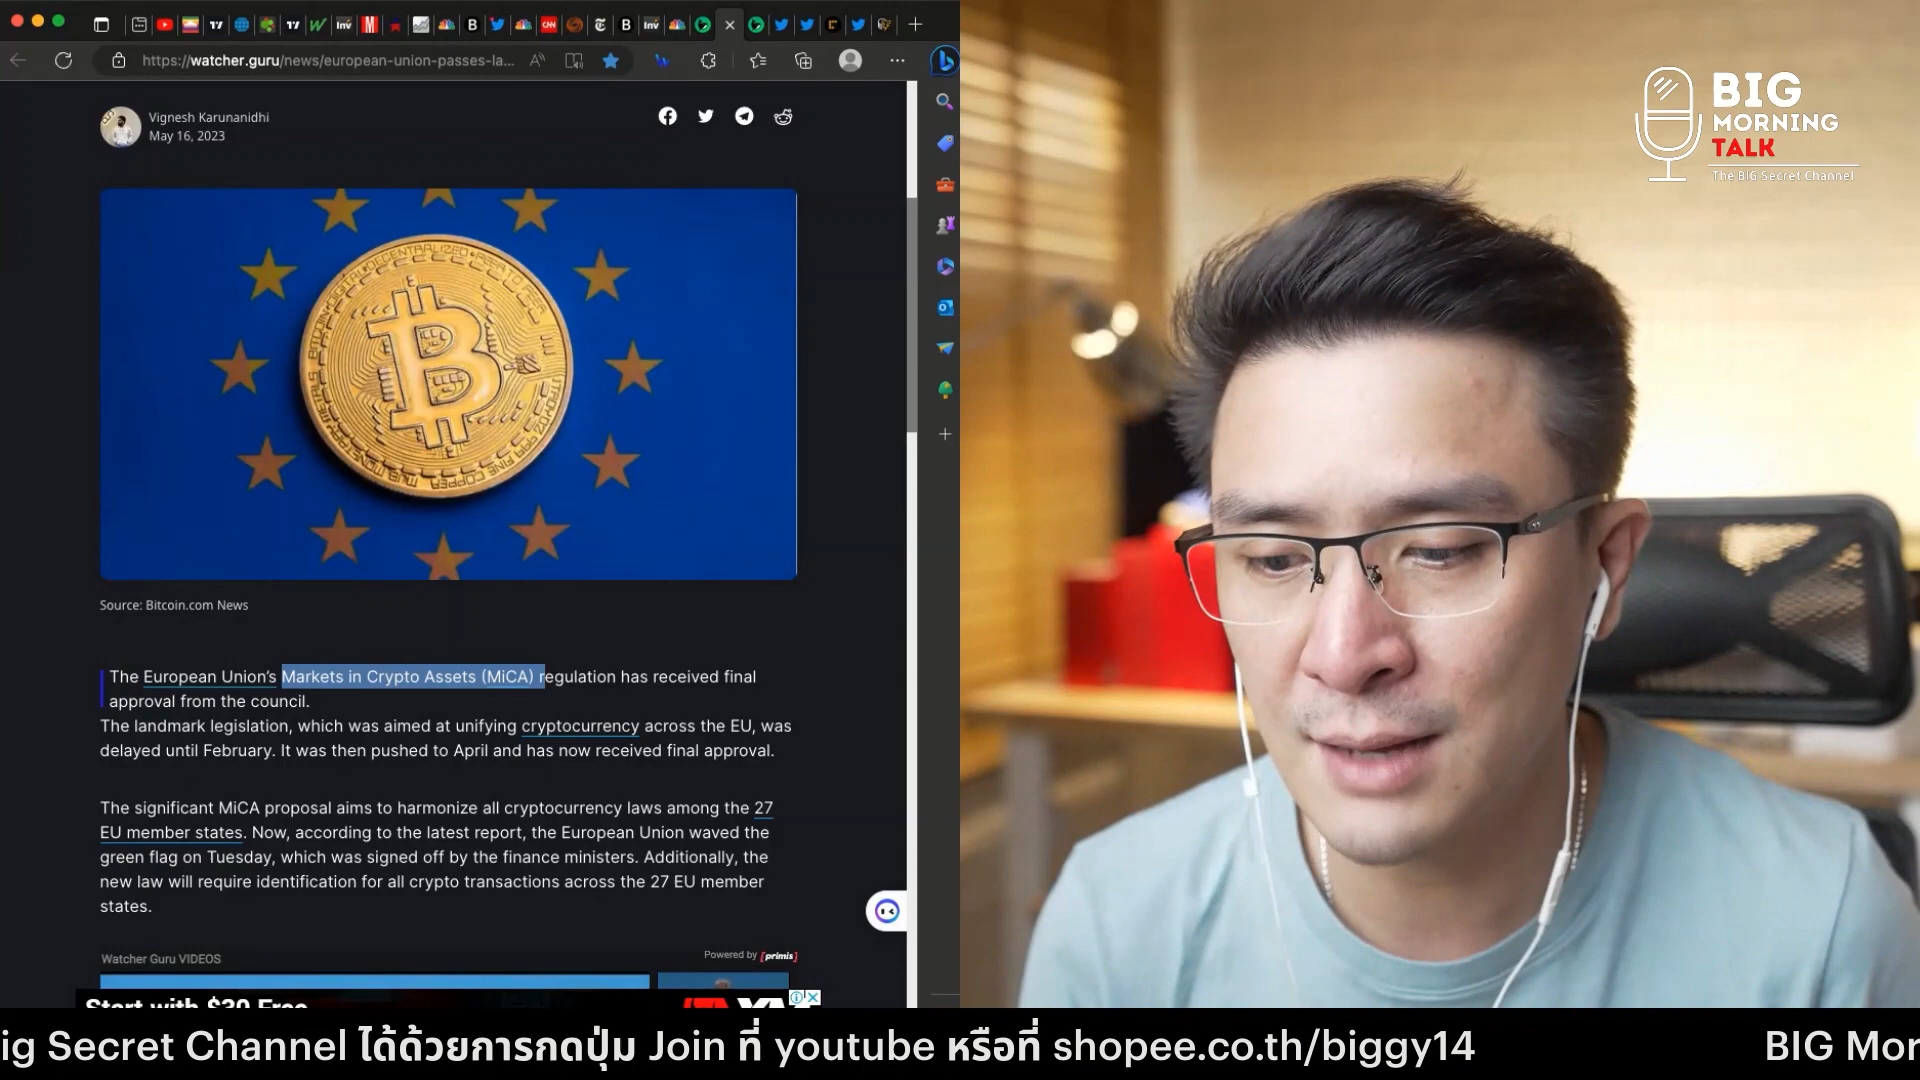 https://watcher.guru/news/european-union-passes-la...
Vignesh Karunanidhi
May 16, 2023
BIG
MORNING
TALK
The BIG Secret Channel
Source: Bitcoin.com News
The European Union's Markets in Crypto Assets (MiCA) regulation has received final
approval from the council.
The landmark legislation, which was aimed at unifying cryptocurrency across the EU, was
delayed until February. It was then pushed to April and has now received final approval.
The significant MiCA proposal aims to harmonize all cryptocurrency laws among the 27
EU member states. Now, according to the latest report, the European Union waved the
green flag on Tuesday, which was signed off by the finance ministers. Additionally, the
new law will require identification for all crypto transactions across the 27 EU member
states.
Watcher Guru VIDEOS
Powered by [primis]
Start with $30 Free
ig Secret Channel ได้ด้วยการกดปุ่ม Join ที่ youtube หรือที่ shopee.co.th/biggy14
BIG Mor